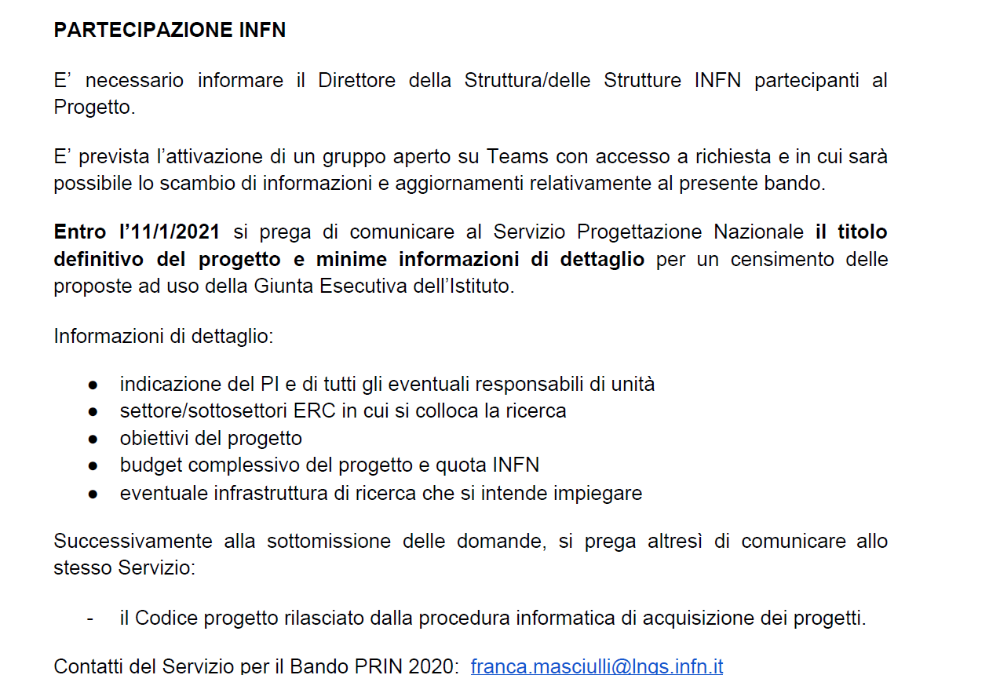 PARTECIPAZIONE INFN
E’ necessario informare il Direttore della Struttura/delle Strutture INFN partecipanti al
Progetto.
E’ prevista l’attivazione di un gruppo aperto su Teams con accesso a richiesta e in cui sarà
possibile lo scambio di informazioni e aggiornamenti relativamente al presente bando.
Entro l’11/1/2021 si prega di comunicare al Servizio Progettazione Nazionale il titolo
definitivo del progetto e minime informazioni di dettaglio per un censimento delle
proposte ad uso della Giunta Esecutiva dell’Istituto.
Informazioni di dettaglio:
● indicazione del PI e di tutti gli eventuali responsabili di unità
● settore/sottosettori ERC in cui si colloca la ricerca
● obiettivi del progetto
● budget complessivo del progetto e quota INFN
● eventuale infrastruttura di ricerca che si intende impiegare
Successivamente alla sottomissione delle domande, si prega altresì di comunicare allo
stesso Servizio:
- il Codice progetto rilasciato dalla procedura informatica di acquisizione dei progetti.
Contatti del Servizio per il Bando PRIN 2020: franca.masciulli@lngs.infn.it